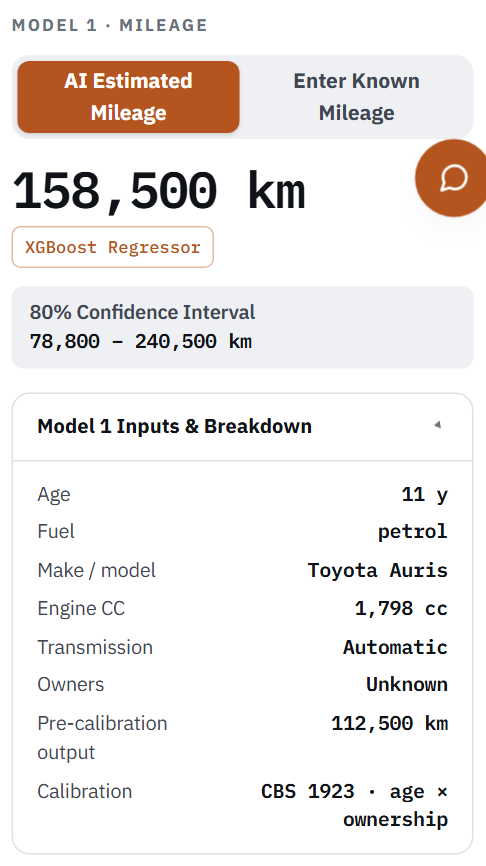 MODEL 1 · MILEAGE
AI Estimated
Mileage
Enter Known
Mileage
158,500 km
XGBoost Regressor
80% Confidence Interval
78,800 – 240,500 km
Model 1 Inputs & Breakdown
Age 11 y
Fuel petrol
Make / model Toyota Auris
Engine CC 1,798 cc
Transmission Automatic
Owners Unknown
Pre-calibration 112,500 km
output
Calibration CBS 1923 · age ×
ownership